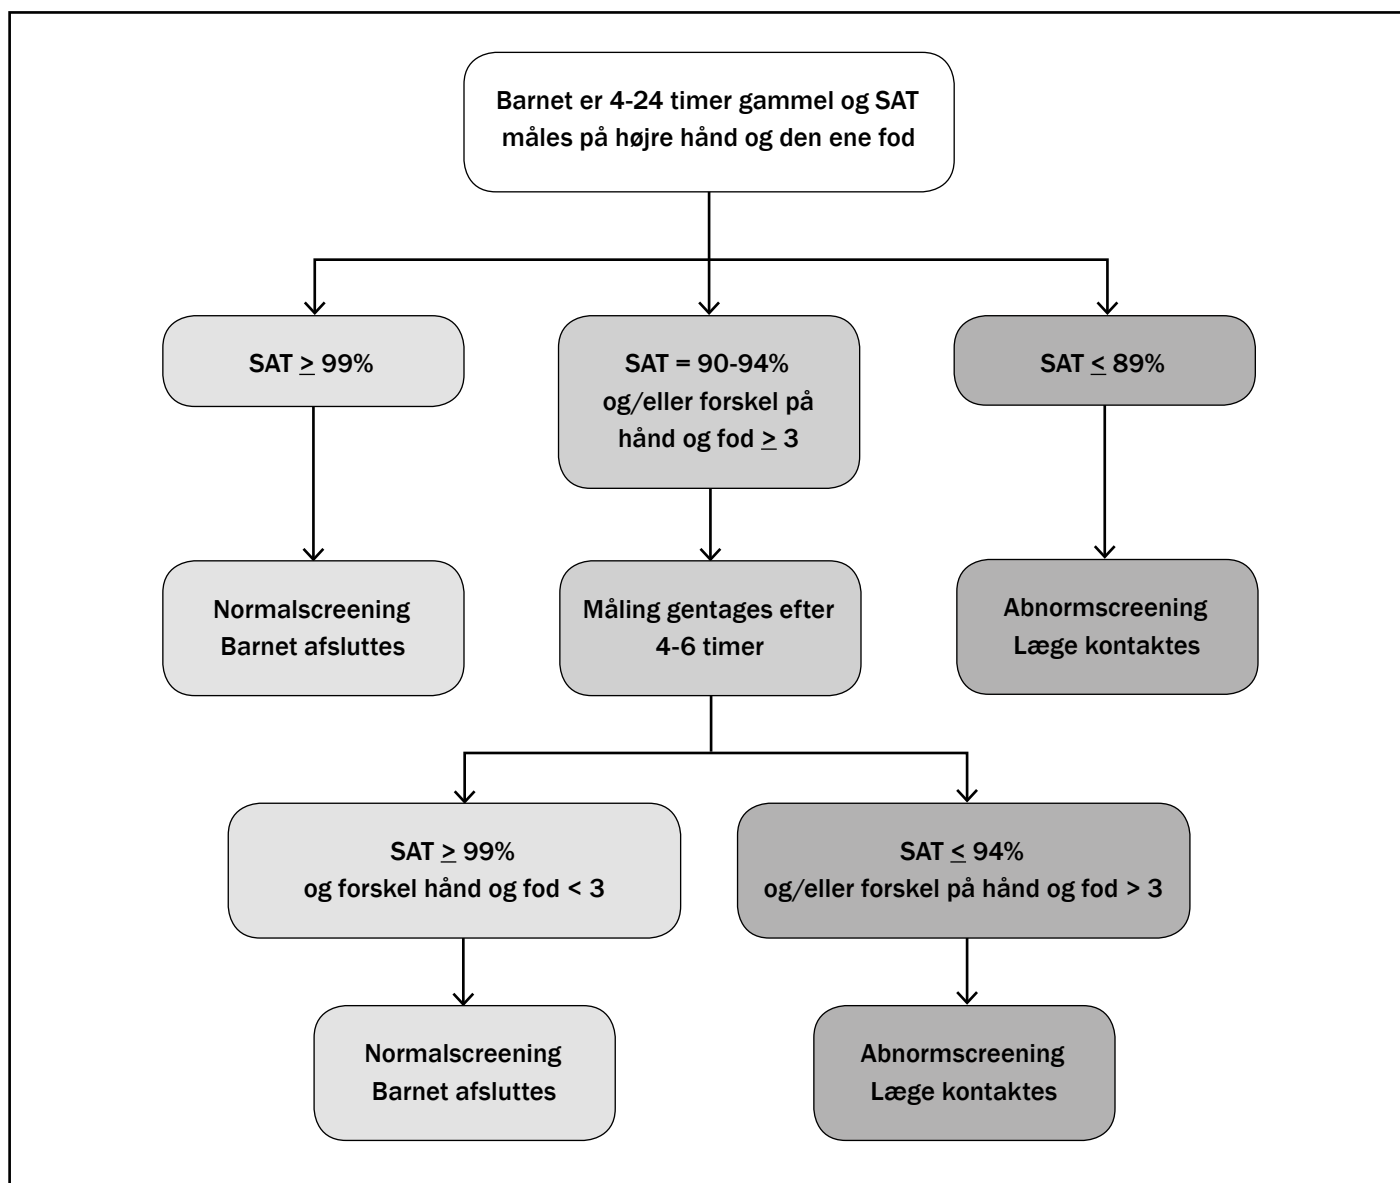 Barnet er 4-24 timer gammel og SAT
måles på højre hånd og den ene fod
SAT ≥ 99%
SAT = 90-94%
og/eller forskel på
hånd og fod ≥ 3
SAT ≤ 89%
Normalscreening
Barnet afsluttes
Måling gentages efter
4-6 timer
Abnormscreening
Læge kontaktes
SAT ≥ 99%
og forskel hånd og fod < 3
SAT ≤ 94%
og/eller forskel på hånd og fod > 3
Normalscreening
Barnet afsluttes
Abnormscreening
Læge kontaktes